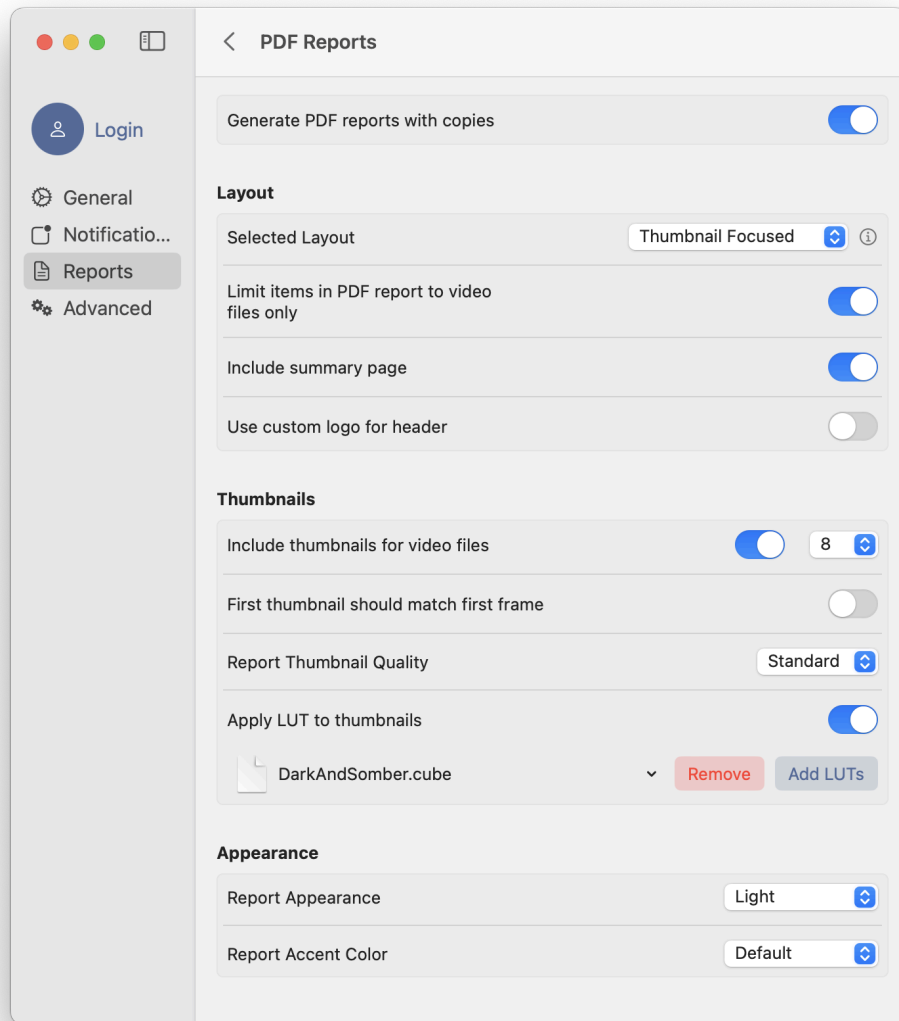 PDF Reports
Login
General
Notificatio...
Reports
Advanced
Generate PDF reports with copies
Layout
Selected Layout
Thumbnail Focused
Limit items in PDF report to video
files only
Include summary page
Use custom logo for header
Thumbnails
Include thumbnails for video files
8
First thumbnail should match first frame
Report Thumbnail Quality
Standard
Apply LUT to thumbnails
DarkAndSomber.cube
Remove
Add LUTs
Appearance
Report Appearance
Light
Report Accent Color
Default